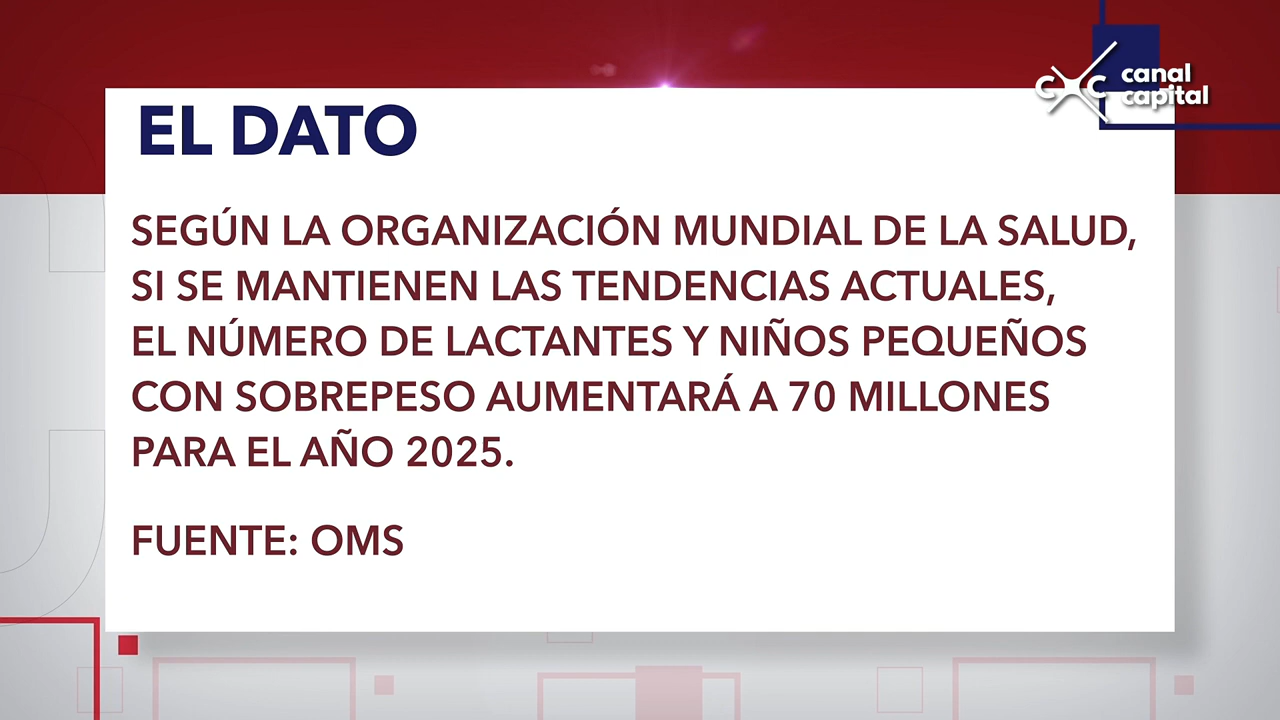 canal
capital
EL DATO
SEGÚN LA ORGANIZACIÓN MUNDIAL DE LA SALUD,
SI SE MANTIENEN LAS TENDENCIAS ACTUALES,
EL NÚMERO DE LACTANTES Y NIÑOS PEQUEÑOS
CON SOBREPESO AUMENTARÁ A 70 MILLONES
PARA EL AÑO 2025.
FUENTE: OMS